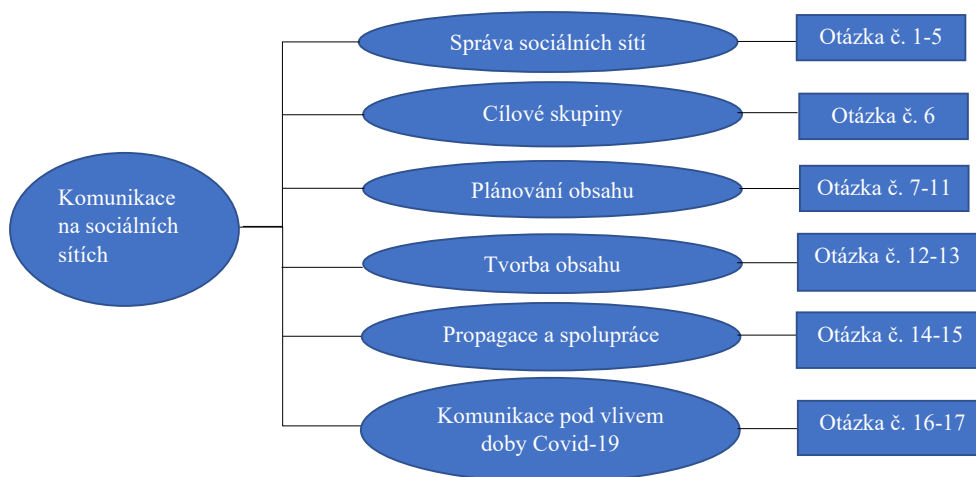 Komunikace
na sociálních
sítích
Správa sociálních sítí
Otázka č. 1-5
Cílové skupiny
Otázka č. 6
Plánování obsahu
Otázka č. 7-11
Tvorba obsahu
Otázka č. 12-13
Propagace a spolupráce
Otázka č. 14-15
Komunikace pod vlivem
doby Covid-19
Otázka č. 16-17